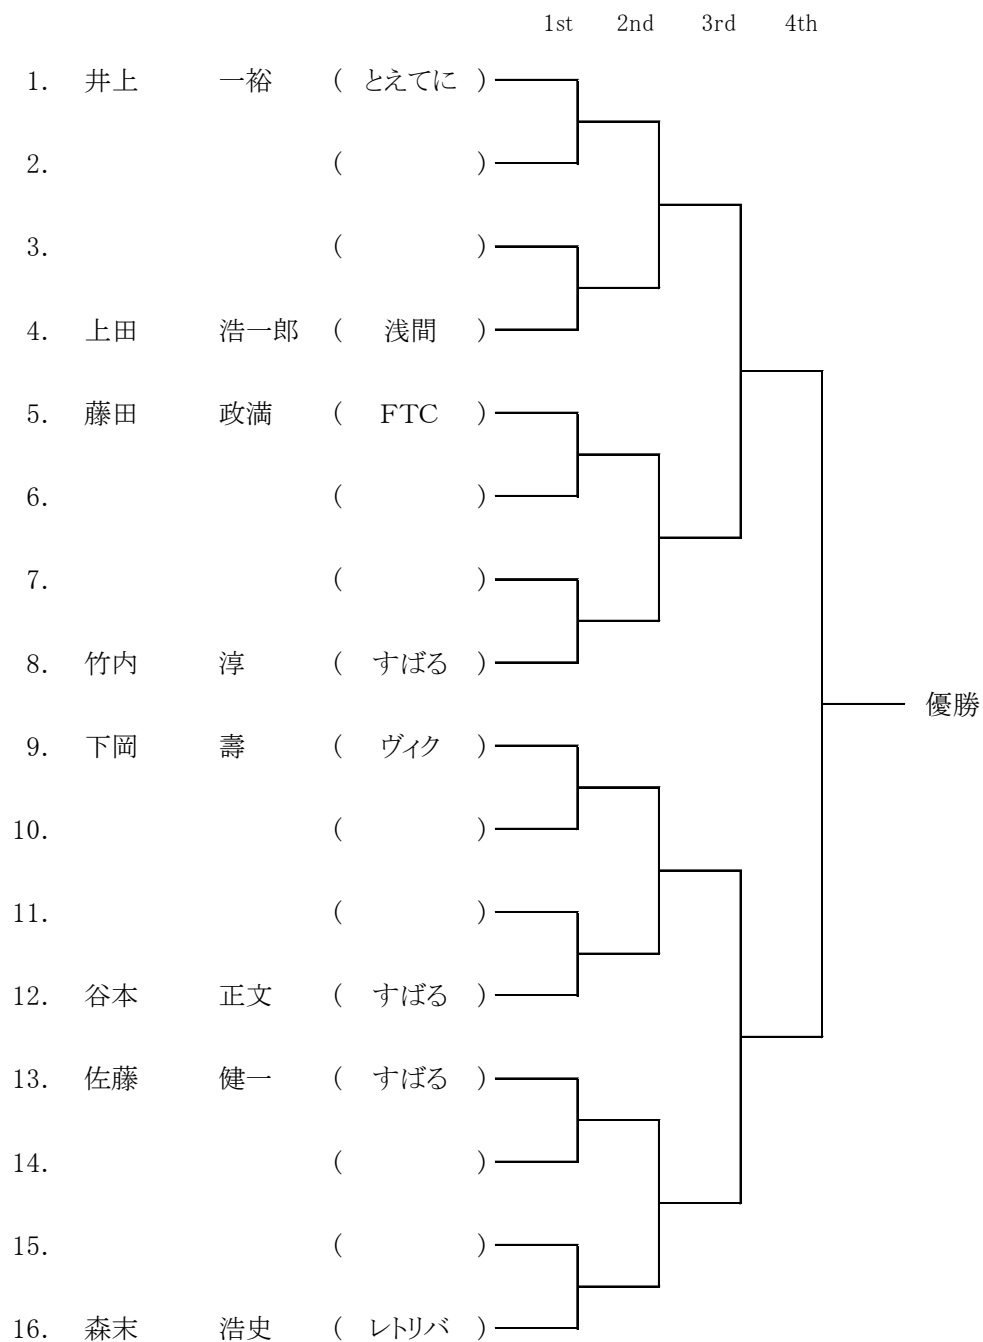 1st 2nd 3rd 4th
1. 井上 一裕 ( とえてに )
2. ( )
3. ( )
4. 上田 浩一郎 ( 浅間 )
5. 藤田 政満 ( FTC )
6. ( )
7. ( )
8. 竹内 淳 ( すばる )
優勝
9. 下岡 壽 ( ヴィク )
10. ( )
11. ( )
12. 谷本 正文 ( すばる )
13. 佐藤 健一 ( すばる )
14. ( )
15. ( )
16. 森末 浩史 ( レトリバ )